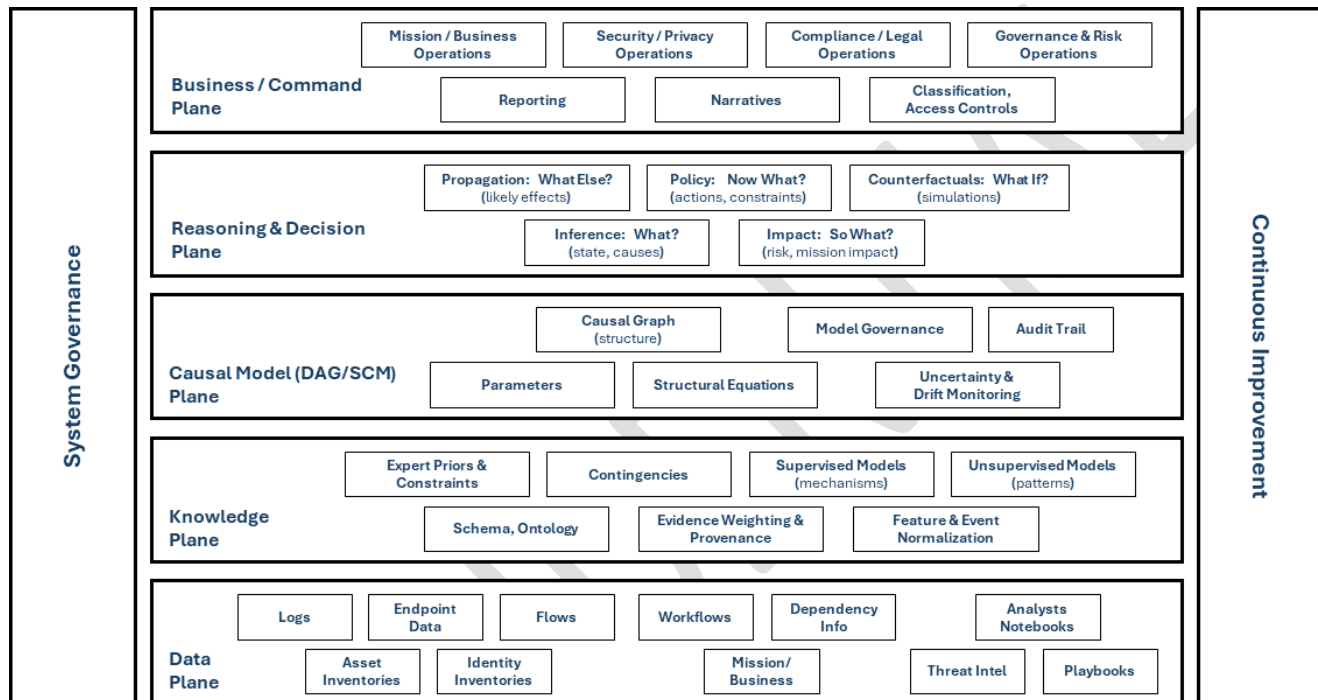 System Governance
Mission / Business
Operations
Security / Privacy
Operations
Compliance / Legal
Operations
Governance & Risk
Operations
Business / Command
Plane
Reporting
Narratives
Classification,
Access Controls
Propagation: What Else?
(likely effects)
Policy: Now What?
(actions, constraints)
Counterfactuals: What If?
(simulations)
Reasoning & Decision
Plane
Inference: What?
(state, causes)
Impact: So What?
(risk, mission impact)
Causal Graph
(structure)
Model Governance
Audit Trail
Causal Model (DAG/SCM)
Plane
Parameters
Structural Equations
Uncertainty &
Drift Monitoring
Expert Priors &
Constraints
Contingencies
Supervised Models
(mechanisms)
Unsupervised Models
(patterns)
Knowledge
Plane
Schema, Ontology
Evidence Weighting &
Provenance
Feature & Event
Normalization
Logs
Endpoint
Data
Flows
Workflows
Dependency
Info
Analysts
Notebooks
Data
Plane
Asset
Inventories
Identity
Inventories
Mission/
Business
Threat Intel
Playbooks
Continuous Improvement